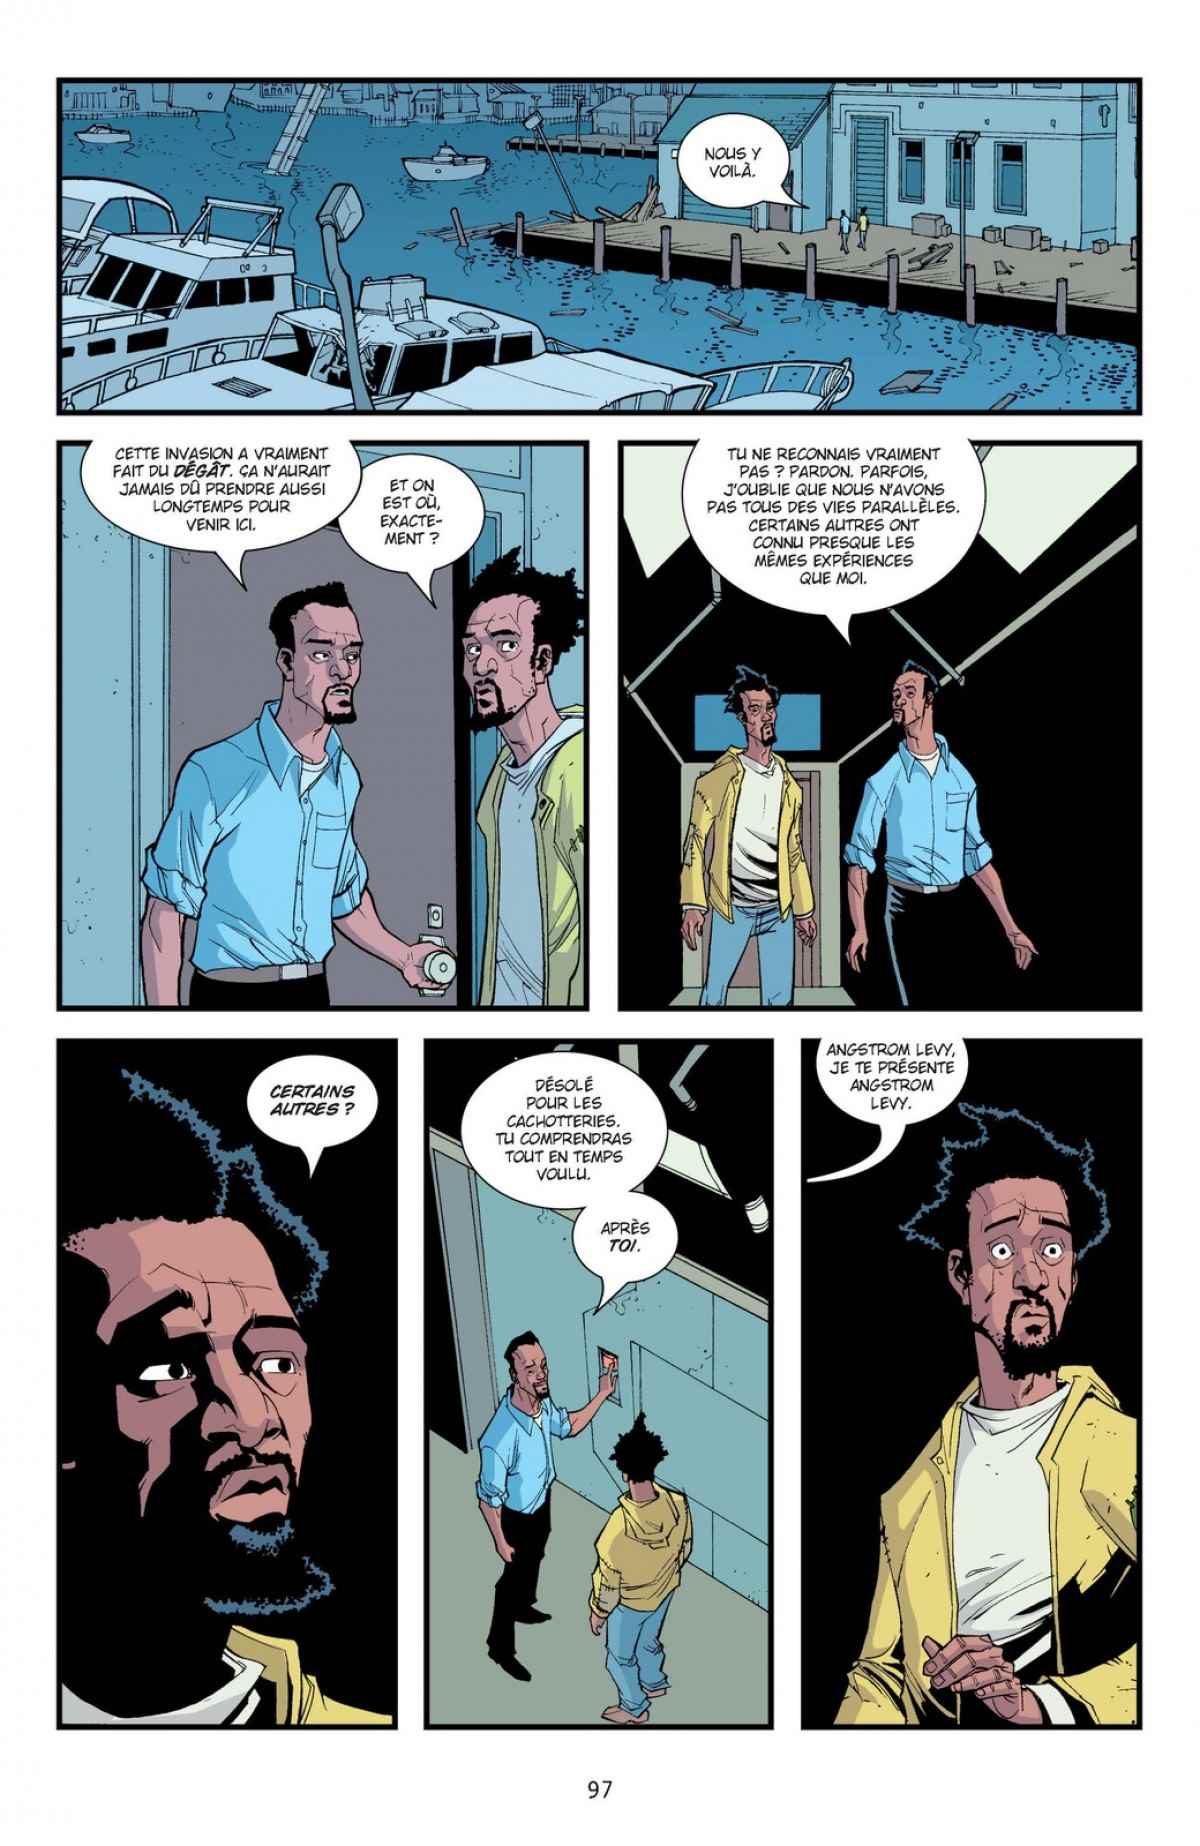 NOUS Y
VOILÀ.
CETTE INVASION A VRAIMENT
FAIT DU DÉGÂT. ÇA N'AURAIT
JAMAIS DÛ PRENDRE AUSSI
LONGTEMPS POUR
VENIR ICI.
ET ON
EST OÙ,
EXACTE-
MENT ?
TU NE RECONNAIS VRAIMENT
PAS ? PARDON. PARFOIS,
J'OUBLIE QUE NOUS N'AVONS
PAS TOUS DES VIES PARALLÈLES.
CERTAINS AUTRES ONT
CONNU PRESQUE LES
MÊMES EXPÉRIENCES
QUE MOI.
CERTAINS
AUTRES ?
DÉSOLÉ
POUR LES
CACHOTTERIES.
TU COMPRENDRAS
TOUT EN TEMPS
VOULU.
APRÈS
TOI.
ANGSTROM LEVY,
JE TE PRÉSENTE
ANGSTROM
LEVY.
97